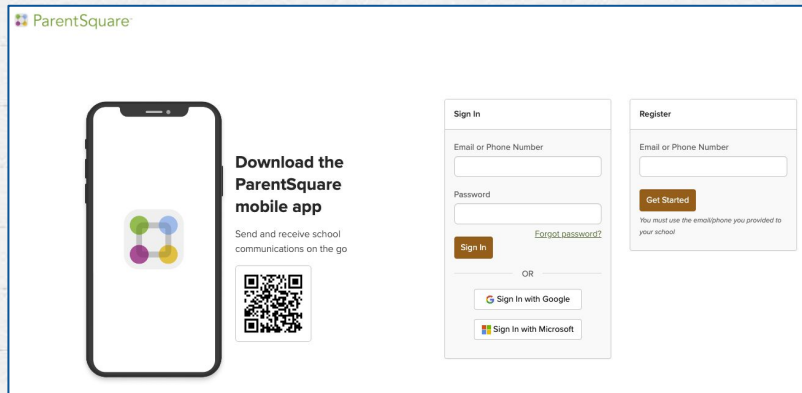 ParentSquare
Download the
ParentSquare
mobile app
Send and receive school
communications on the go
Sign In
Email or Phone Number
Password
Forgot password?
Sign In
OR
Sign In with Google
Sign In with Microsoft
Register
Email or Phone Number
Get Started
You must use the email/phone you provided to
your school